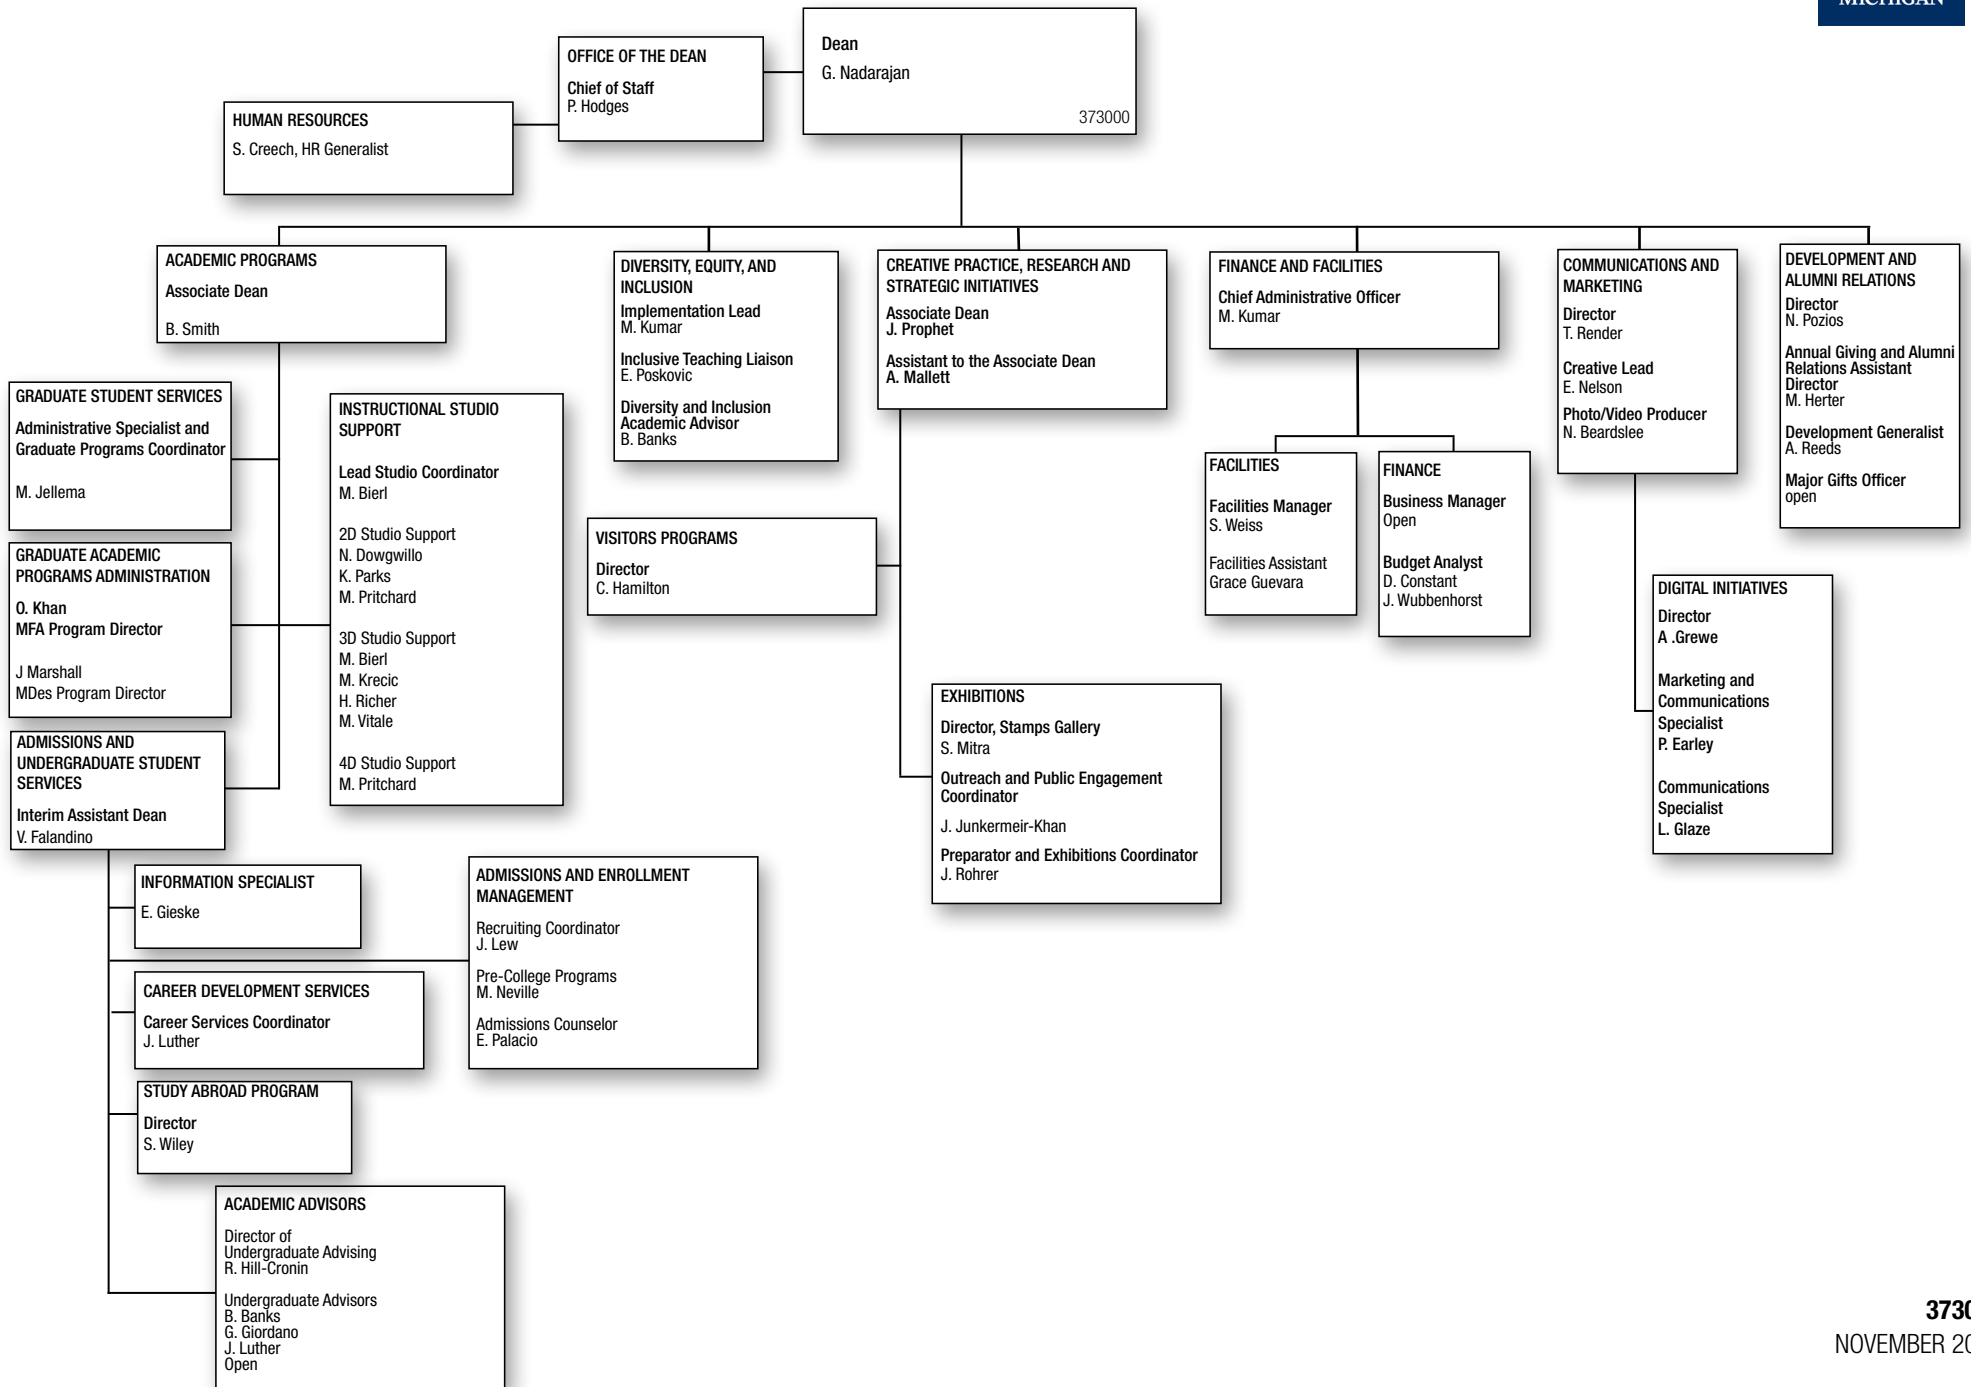 MICHIGAN
Dean
G. Nadarajan
373000
OFFICE OF THE DEAN
Chief of Staff
P. Hodges
HUMAN RESOURCES
S. Creech, HR Generalist
ACADEMIC PROGRAMS
Associate Dean
B. Smith
GRADUATE STUDENT SERVICES
Administrative Specialist and
Graduate Programs Coordinator
M. Jellema
GRADUATE ACADEMIC
PROGRAMS ADMINISTRATION
O. Khan
MFA Program Director
J Marshall
MDes Program Director
ADMISSIONS AND
UNDERGRADUATE STUDENT
SERVICES
Interim Assistant Dean
V. Falandino
INSTRUCTIONAL STUDIO
SUPPORT
Lead Studio Coordinator
M. Bierl
2D Studio Support
N. Dowgwillo
K. Parks
M. Pritchard
3D Studio Support
M. Bierl
M. Krecic
H. Richer
M. Vitale
4D Studio Support
M. Pritchard
INFORMATION SPECIALIST
E. Gieske
ADMISSIONS AND ENROLLMENT
MANAGEMENT
Recruiting Coordinator
J. Lew
Pre-College Programs
M. Neville
Admissions Counselor
E. Palacio
CAREER DEVELOPMENT SERVICES
Career Services Coordinator
J. Luther
STUDY ABROAD PROGRAM
Director
S. Wiley
ACADEMIC ADVISORS
Director of
Undergraduate Advising
R. Hill-Cronin
Undergraduate Advisors
B. Banks
G. Giordano
J. Luther
Open
DIVERSITY, EQUITY, AND
INCLUSION
Implementation Lead
M. Kumar
Inclusive Teaching Liaison
E. Poskovic
Diversity and Inclusion
Academic Advisor
B. Banks
CREATIVE PRACTICE, RESEARCH AND
STRATEGIC INITIATIVES
Associate Dean
J. Prophet
Assistant to the Associate Dean
A. Mallett
VISITORS PROGRAMS
Director
C. Hamilton
EXHIBITIONS
Director, Stamps Gallery
S. Mitra
Outreach and Public Engagement
Coordinator
J. Junkermeir-Khan
Preparator and Exhibitions Coordinator
J. Rohrer
FINANCE AND FACILITIES
Chief Administrative Officer
M. Kumar
FACILITIES
Facilities Manager
S. Weiss
Facilities Assistant
Grace Guevara
FINANCE
Business Manager
Open
Budget Analyst
D. Constant
J. Wubbenhorst
COMMUNICATIONS AND
MARKETING
Director
T. Render
Creative Lead
E. Nelson
Photo/Video Producer
N. Beardslee
DIGITAL INITIATIVES
Director
A .Grewe
Marketing and
Communications
Specialist
P. Earley
Communications
Specialist
L. Glaze
DEVELOPMENT AND
ALUMNI RELATIONS
Director
N. Pozios
Annual Giving and Alumni
Relations Assistant
Director
M. Herter
Development Generalist
A. Reeds
Major Gifts Officer
open
NOVEMBER